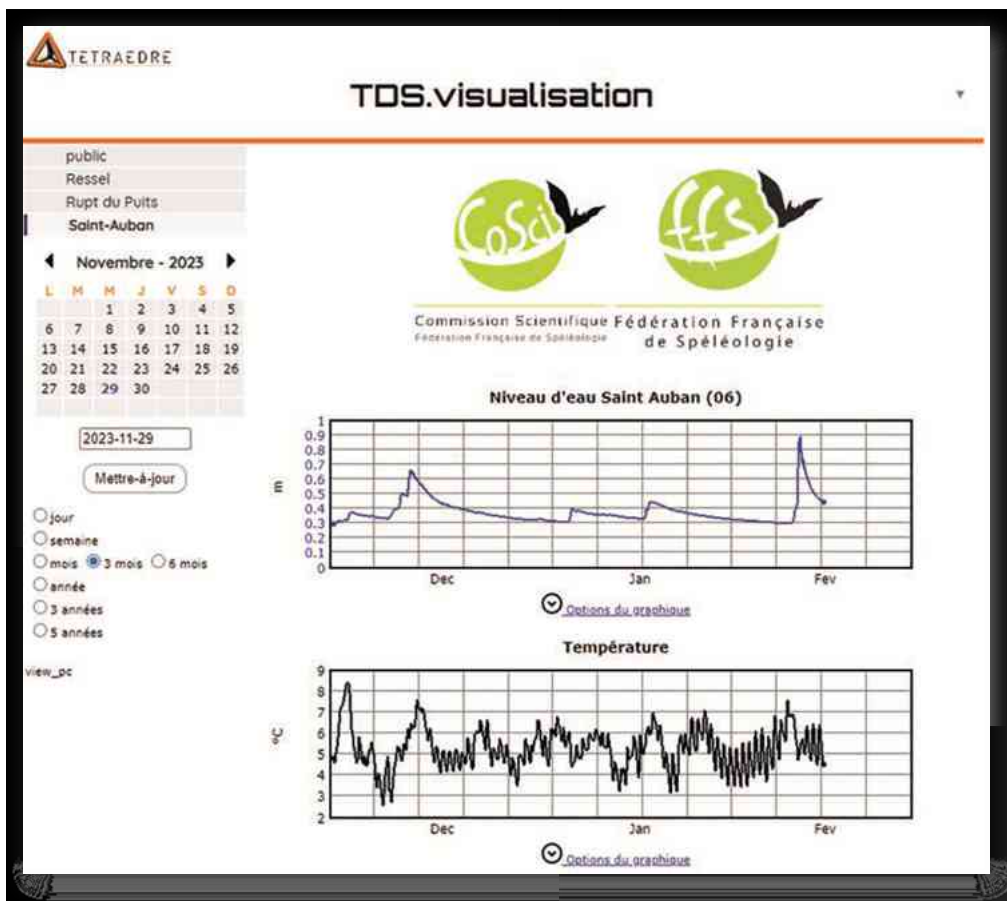 TETRAEDRE
TDS.visualisation
public
Ressel
Rupt du Puits
Saint-Auban
Novembre - 2023
L M M J V S D
1 2 3 4 5
6 7 8 9 10 11 12
13 14 15 16 17 18 19
20 21 22 23 24 25 26
27 28 29 30
2023-11-29
Mettre-à-jour
jour
semaine
mois 3 mois 6 mois
année
3 années
5 années
view_pc
CoSci
Commission Scientifique
Fédération Française de Spéléologie
ffs
Fédération Française
de Spéléologie
Niveau d'eau Saint Auban (06)
1
0.9
0.8
0.7
0.6
0.5
0.4
0.3
0.2
0.1
0
m
Dec Jan Fev
Options du graphique
Température
9
8
7
6
5
4
3
2
°C
Dec Jan Fev
Options du graphique